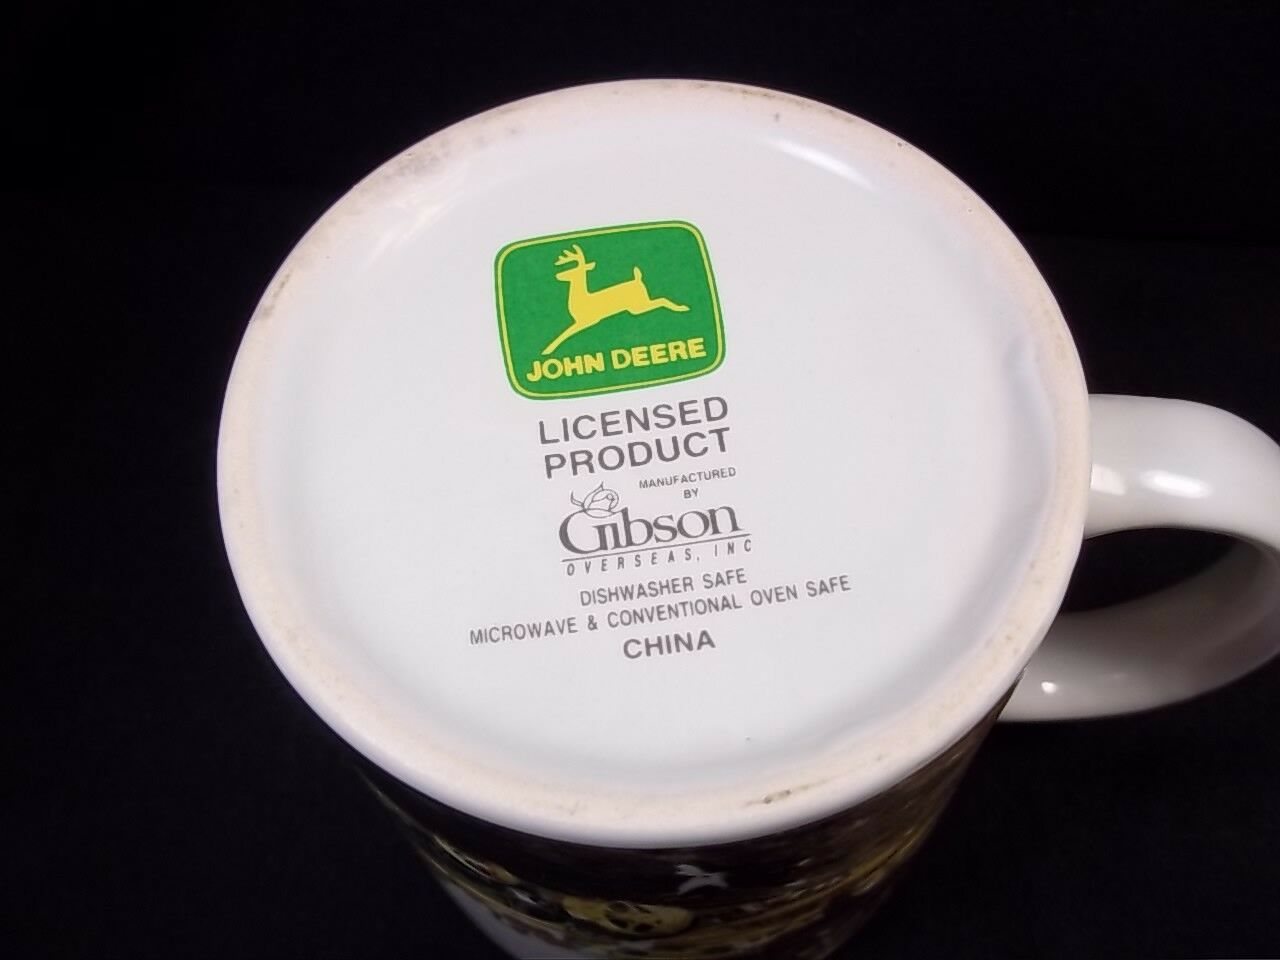 JOHN DEERE
LICENSED
PRODUCT
MANUFACTURED
BY
Gibson
OVERSEAS, INC
DISHWASHER SAFE
MICROWAVE & CONVENTIONAL OVEN SAFE
CHINA